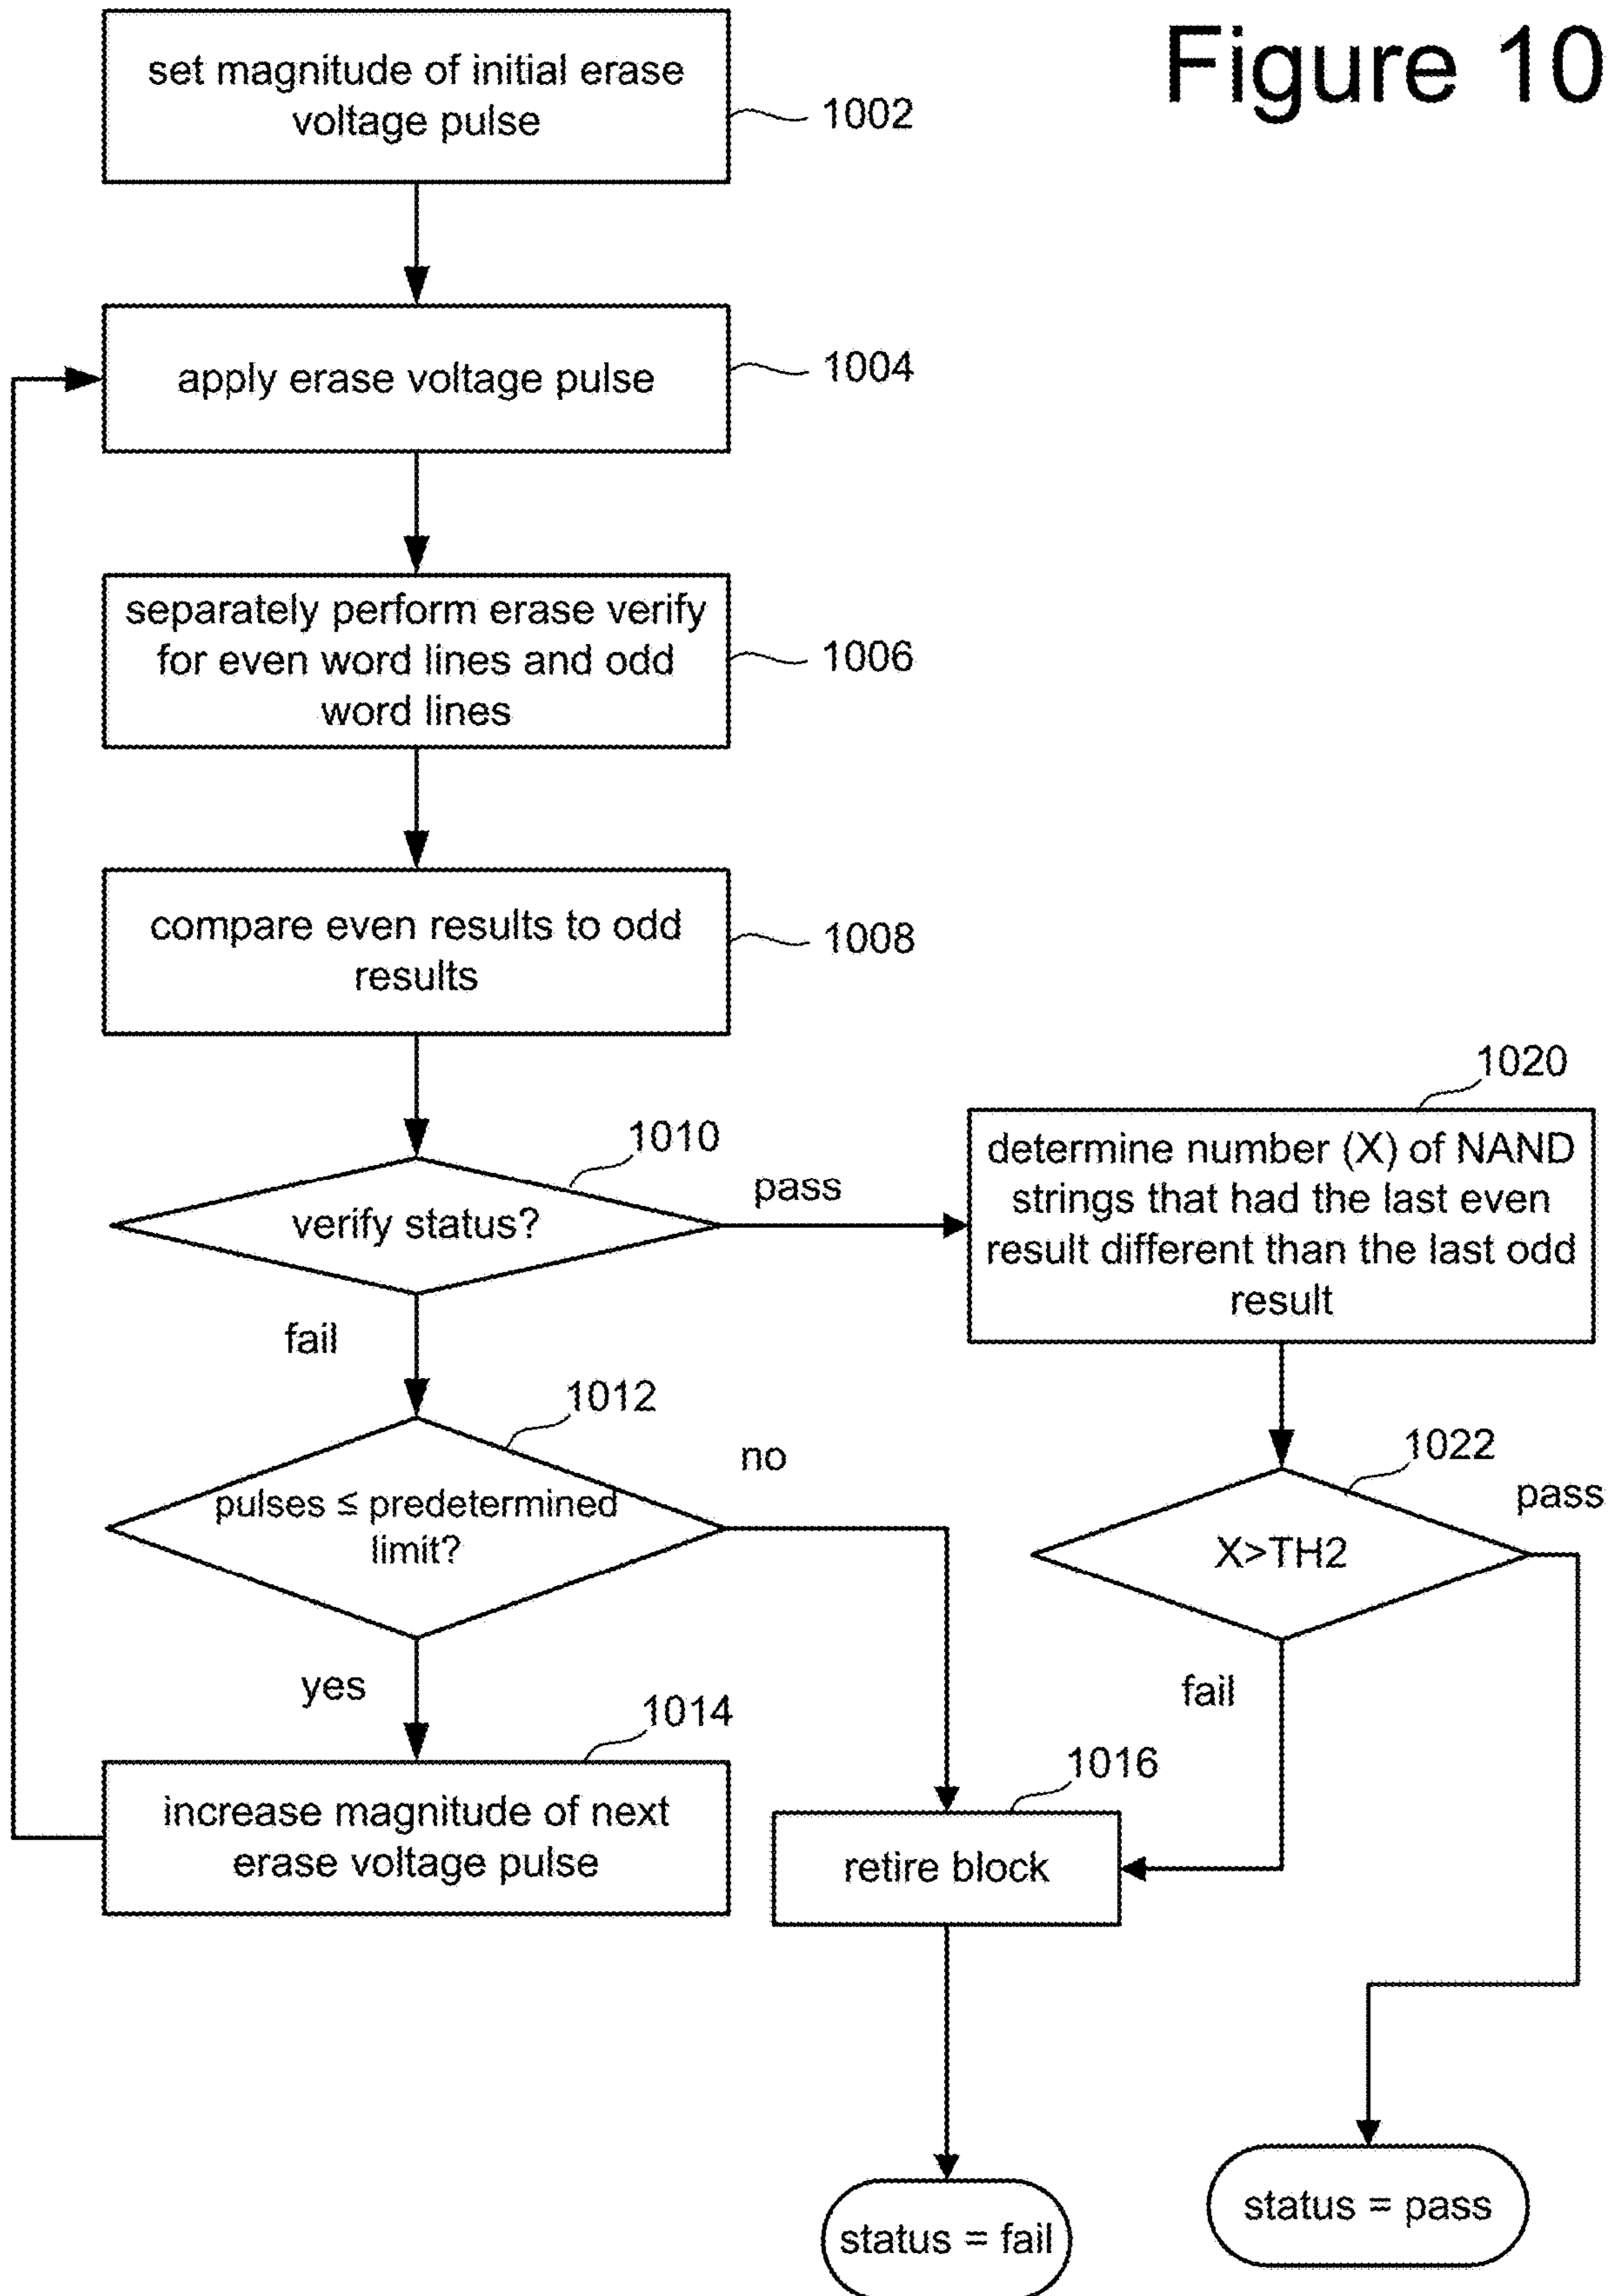 Figure 10
set magnitude of initial erase
voltage pulse
1002
apply erase voltage pulse
1004
separately perform erase verify
for even word lines and odd
word lines
1006
compare even results to odd
results
1008
1010
verify status?
pass
fail
1020
determine number (X) of NAND
strings that had the last even
result different than the last odd
result
1012
pulses ≤ predetermined
limit?
no
yes
1022
X>TH2
pass
fail
1014
increase magnitude of next
erase voltage pulse
1016
retire block
status = fail
status = pass